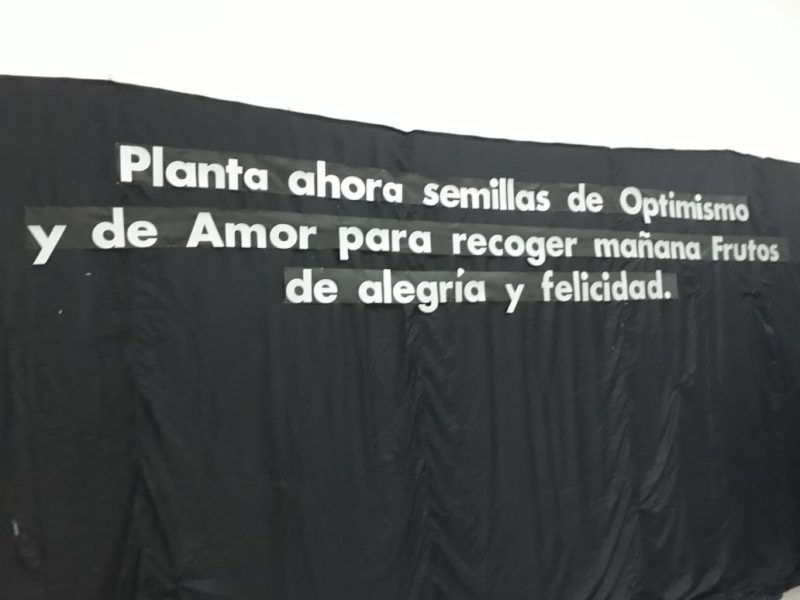 Planta ahora semillas de Optimismo
y de Amor para recoger mañana Frutos
de alegría y felicidad.